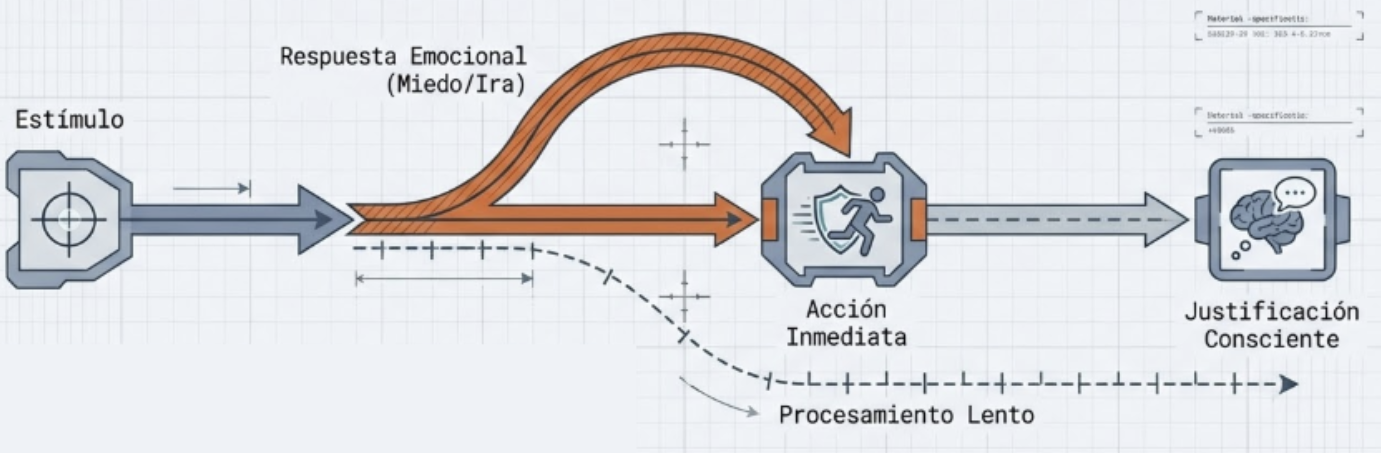 Respuesta Emocional
(Miedo/Ira)
Estímulo
Acción
Inmediata
Justificación
Consciente
Procesamiento Lento